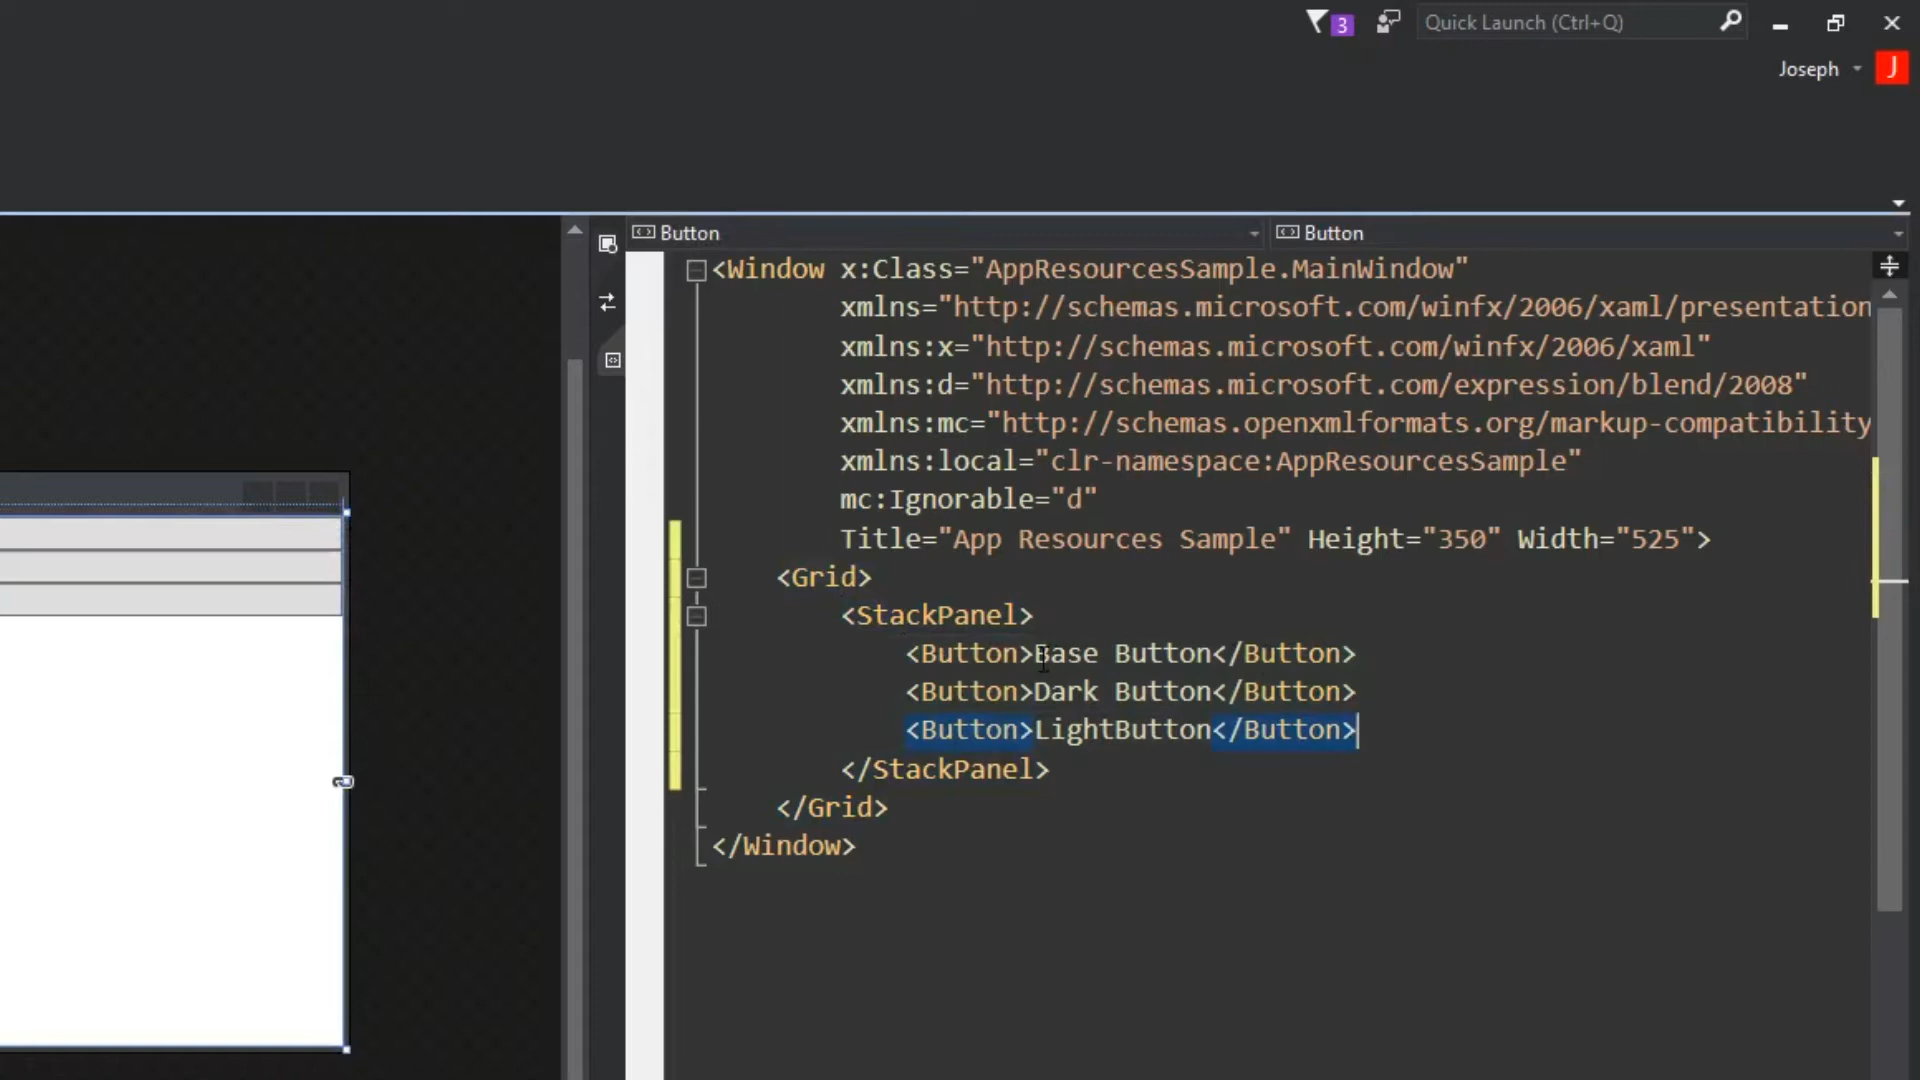 3
Quick Launch (Ctrl+Q)
Joseph
J
Button
Button
<Window x:Class="AppResourcesSample.MainWindow"
xmlns="http://schemas.microsoft.com/winfx/2006/xaml/presentation
xmlns:x="http://schemas.microsoft.com/winfx/2006/xaml"
xmlns:d="http://schemas.microsoft.com/expression/blend/2008"
xmlns:mc="http://schemas.openxmlformats.org/markup-compatibility
xmlns:local="clr-namespace:AppResourcesSample"
mc:Ignorable="d"
Title="App Resources Sample" Height="350" Width="525">
<Grid>
<StackPanel>
<Button>Base Button</Button>
<Button>Dark Button</Button>
<Button>LightButton</Button>
</StackPanel>
</Grid>
</Window>